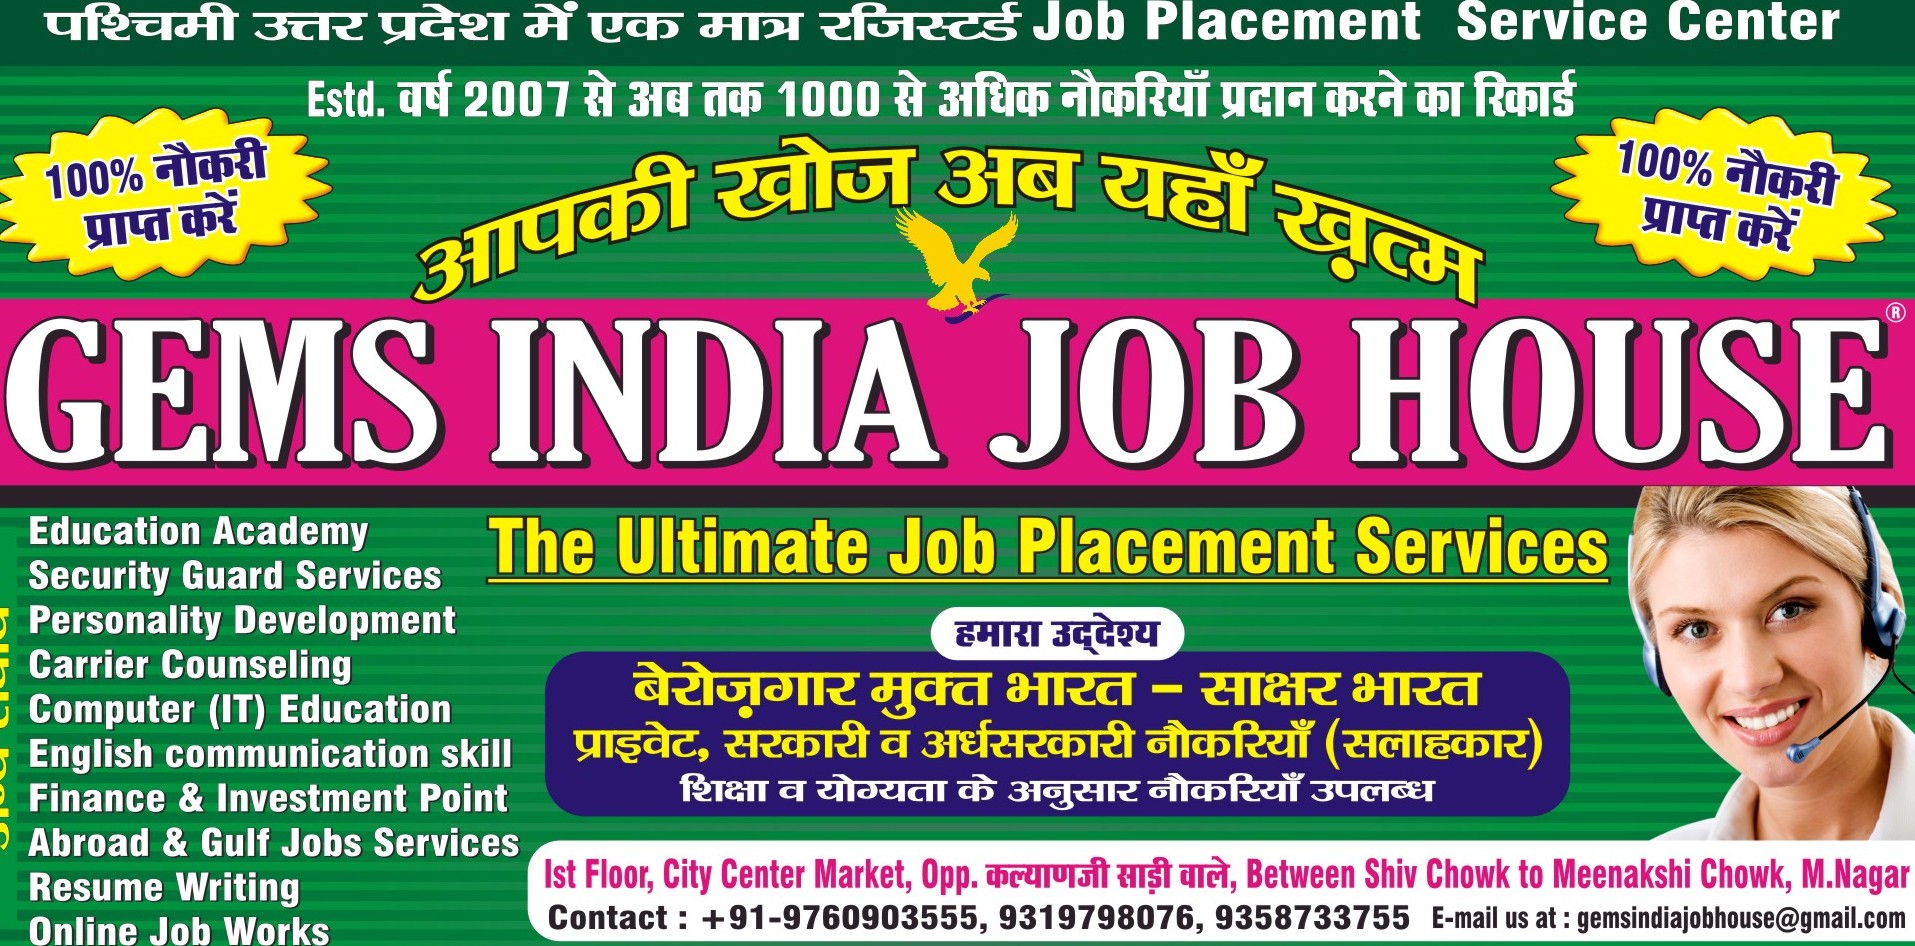 पश्चिमी उत्तर प्रदेश में एक मात्र रजिस्टर्ड Job Placement Service Center
Estd. वर्ष 2007 से अब तक 1000 से अधिक नौकरियाँ प्रदान करने का रिकार्ड
100% नौकरी
प्राप्त करें
आपकी खोज अब यहाँ ख़त्म
100% नौकरी
प्राप्त करें
GEMS INDIA JOB HOUSE®
Education Academy
Security Guard Services
Personality Development
Carrier Counseling
Computer (IT) Education
English communication skill
Finance & Investment Point
Abroad & Gulf Jobs Services
Resume Writing
Online Job Works
The Ultimate Job Placement Services
हमारा उद्देश्य
बेरोज़गार मुक्त भारत – साक्षर भारत
प्राइवेट, सरकारी व अर्धसरकारी नौकरियाँ (सलाहकार)
शिक्षा व योग्यता के अनुसार नौकरियाँ उपलब्ध
Ist Floor, City Center Market, Opp. कल्याणजी साड़ी वाले, Between Shiv Chowk to Meenakshi Chowk, M.Nagar
Contact : +91-9760903555, 9319798076, 9358733755 E-mail us at : gemsindiajobhouse@gmail.com